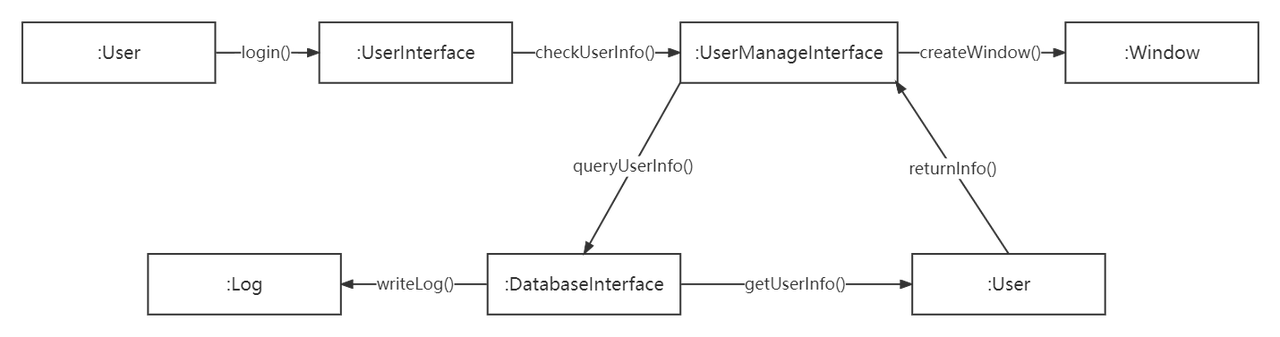 :User
login()
:UserInterface
checkUserInfo()
:UserManageInterface
createWindow()
:Window
queryUserInfo()
returnInfo()
:Log
writeLog()
:DatabaseInterface
getUserInfo()
:User